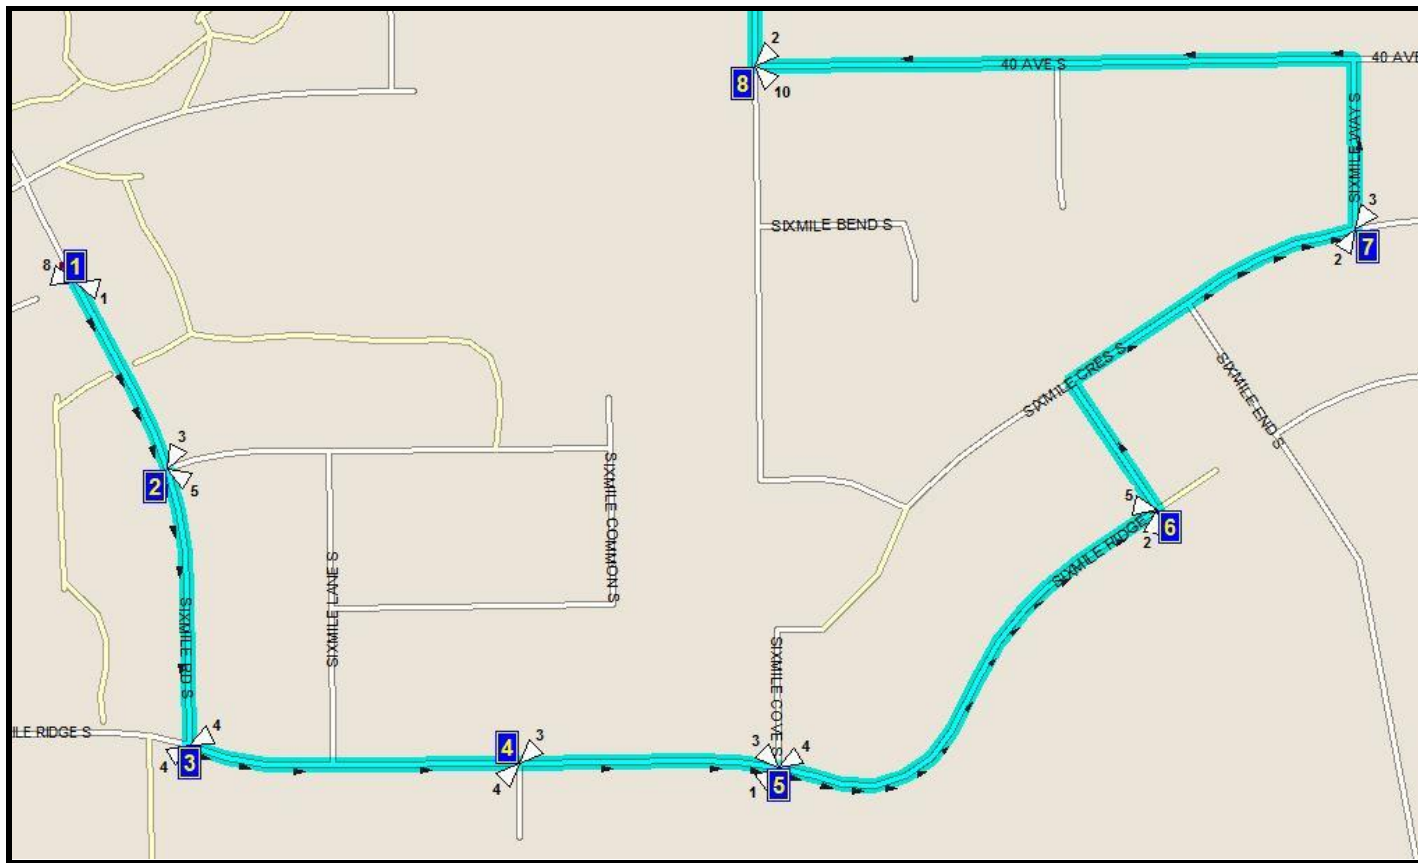 2
8
10
40 AVE S
40 AVE
SIXMILE WAY S
3
7
2
SIXMILE BEND S
8
1
1
SIXMILE CRES S
SIXMILE END S
3
2
5
SIXMILE COMMON S
SIXMILE LANE S
5
6
2
SIXMILE RIDGE
SIXMILE RD S
SIXMILE COVE S
ILE RIDGE S
4
3
4
4
3
4
3
4
5
1